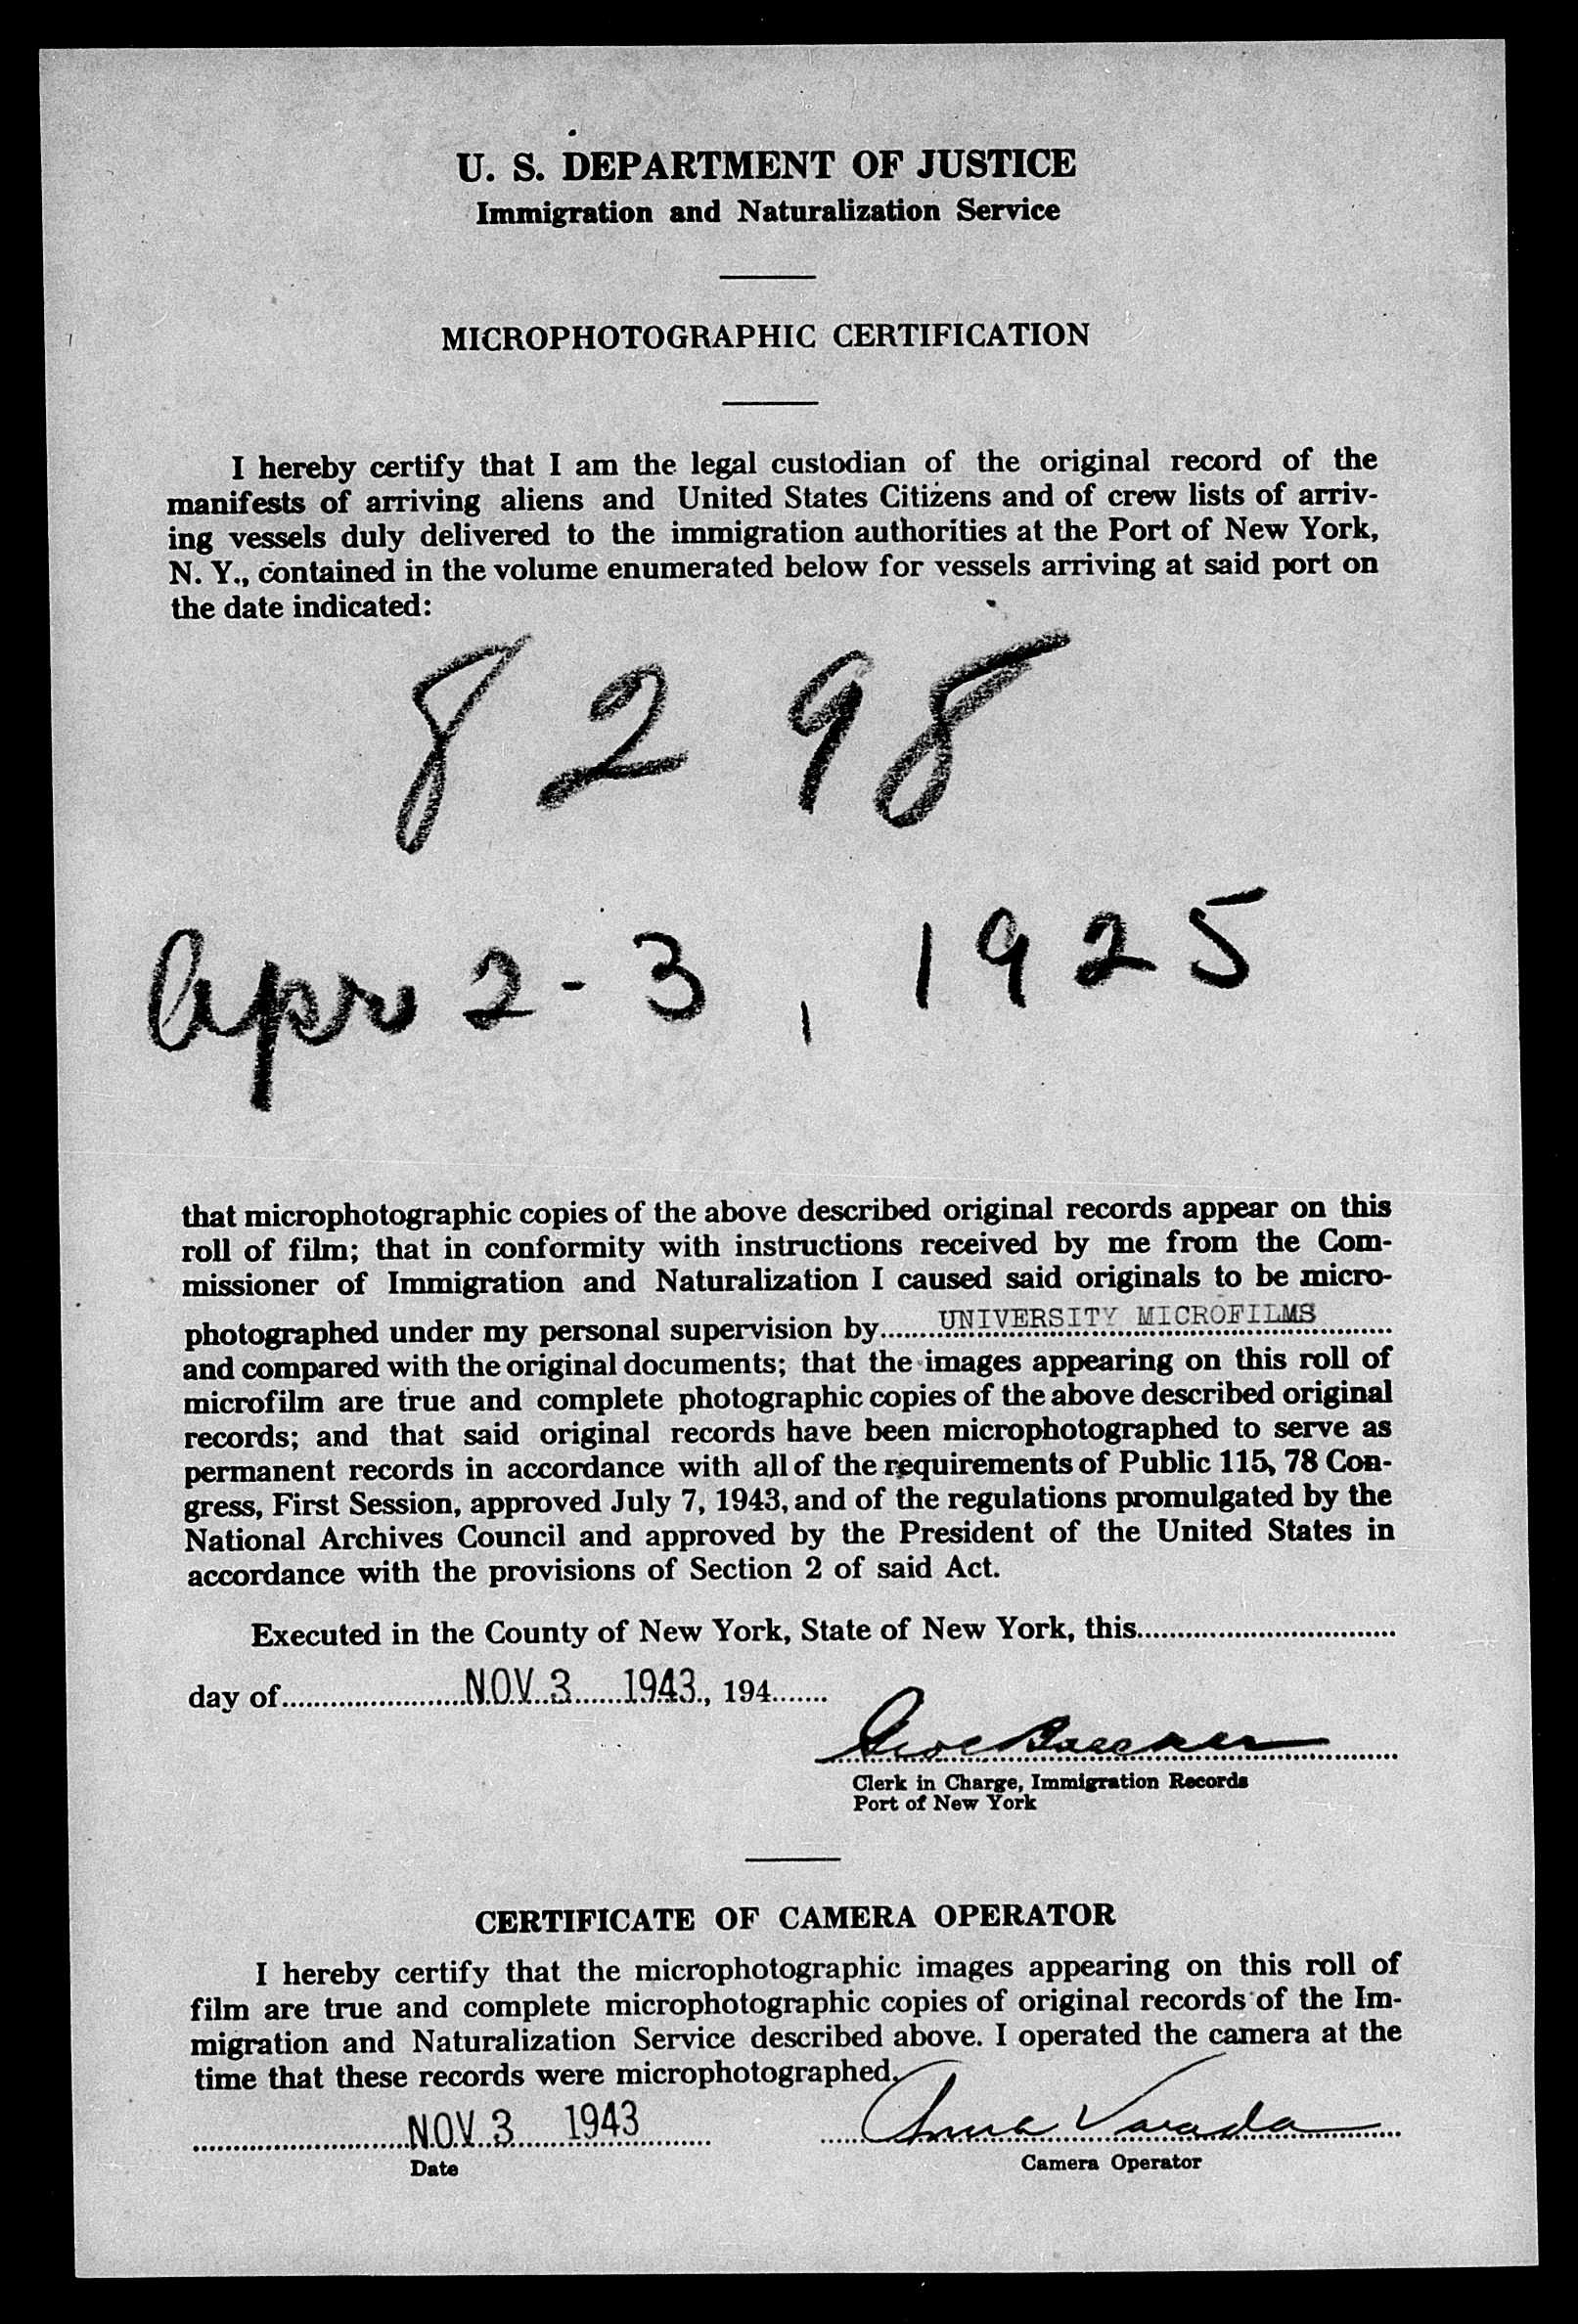 U. S. DEPARTMENT OF JUSTICE
Immigration and Naturalization Service
MICROPHOTOGRAPHIC CERTIFICATION
I hereby certify that I am the legal custodian of the original record of the
manifests of arriving aliens and United States Citizens and of crew lists of arriv-
ing vessels duly delivered to the immigration authorities at the Port of New York,
N. Y., contained in the volume enumerated below for vessels arriving at said port on
the date indicated:
8298
Apr 2-3, 1925
that microphotographic copies of the above described original records appear on this
roll of film; that in conformity with instructions received by me from the Com-
missioner of Immigration and Naturalization I caused said originals to be micro-
photographed under my personal supervision by UNIVERSITY MICROFILMS
and compared with the original documents; that the images appearing on this roll of
microfilm are true and complete photographic copies of the above described original
records; and that said original records have been microphotographed to serve as
permanent records in accordance with all of the requirements of Public 115, 78 Con-
gress, First Session, approved July 7, 1943, and of the regulations promulgated by the
National Archives Council and approved by the President of the United States in
accordance with the provisions of Section 2 of said Act.
Executed in the County of New York, State of New York, this
day of NOV 3 1943, 194
Clerk in Charge, Immigration Records
Port of New York
CERTIFICATE OF CAMERA OPERATOR
I hereby certify that the microphotographic images appearing on this roll of
film are true and complete microphotographic copies of original records of the Im-
migration and Naturalization Service described above. I operated the camera at the
time that these records were microphotographed.
NOV 3 1943 Anna Varada
Date Camera Operator